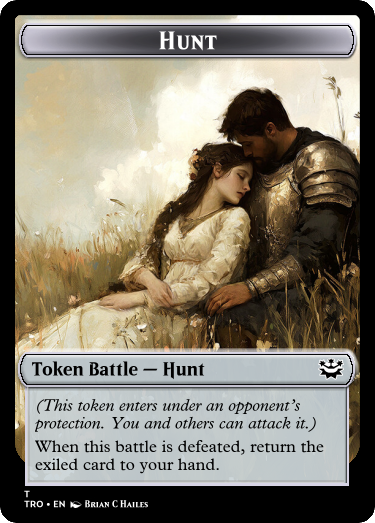 Hunt
Token Battle — Hunt
(This token enters under an opponent's
protection. You and others can attack it.)
When this battle is defeated, return the
exiled card to your hand.
T
TRO • EN Brian C Hailes